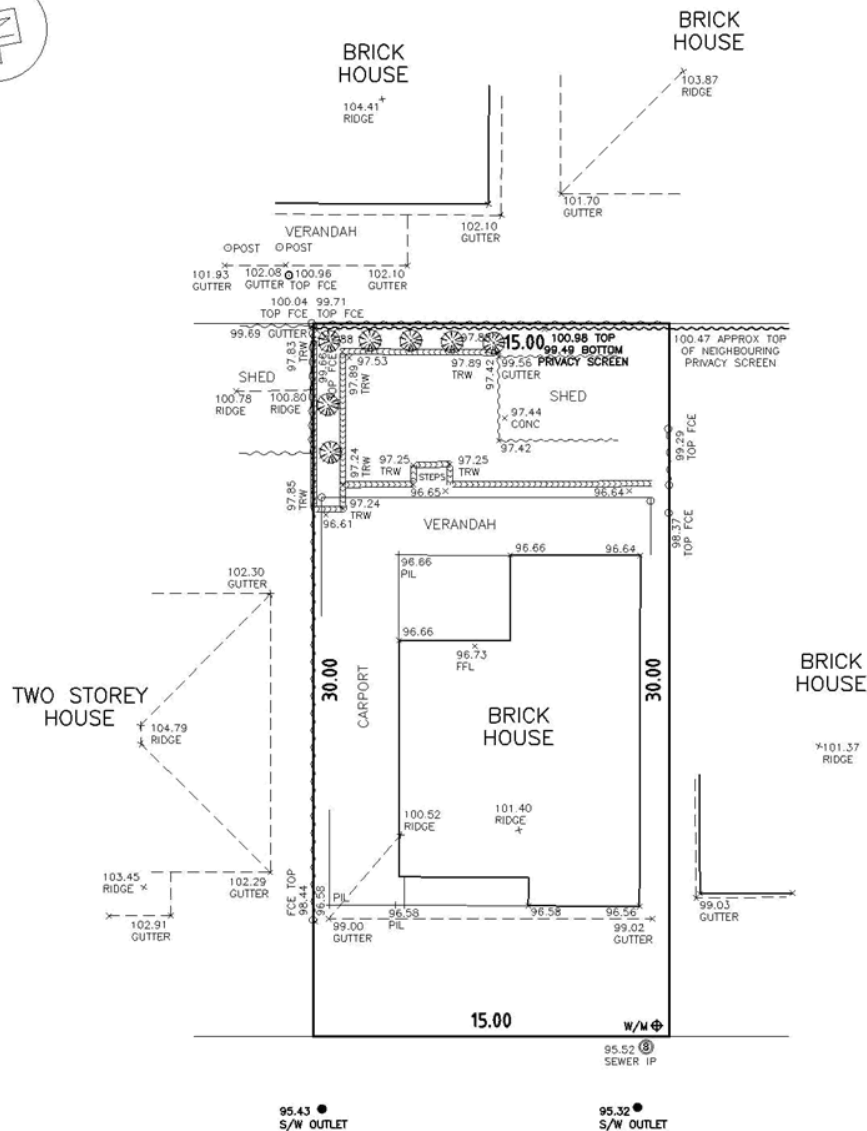 BRICK
HOUSE
BRICK
HOUSE
104.41
RIDGE
103.87
RIDGE
101.70
GUTTER
VERANDAH
102.10
GUTTER
POST
POST
101.93
GUTTER
102.08
GUTTER
100.96
TOP FCE
102.10
GUTTER
100.04
TOP FCE
99.71
TOP FCE
99.69 GUTTER
97.83
TRW
TOP FCE
15.00
100.98 TOP
99.49 BOTTOM
PRIVACY SCREEN
100.47 APPROX TOP
OF NEIGHBOURING
PRIVACY SCREEN
97.53
97.89
TRW
97.89
TRW
97.42
99.56
GUTTER
SHED
SHED
100.78
RIDGE
100.80
RIDGE
97.44
CONC
97.42
99.29
TOP FCE
97.24
TRW
97.25
TRW
97.25
TRW
STEPS
96.65
96.64
97.85
TRW
97.24
TRW
96.61
VERANDAH
98.37
TOP FCE
96.66
PIL
96.66
96.64
102.30
GUTTER
96.66
96.73
FFL
TWO STOREY
HOUSE
104.79
RIDGE
30.00
CARPORT
BRICK
HOUSE
30.00
BRICK
HOUSE
101.37
RIDGE
100.52
RIDGE
101.40
RIDGE
103.45
RIDGE
102.29
GUTTER
102.91
GUTTER
FCE TOP
98.44
96.58
PIL
99.00
GUTTER
96.58
PIL
96.58
96.56
99.02
GUTTER
99.03
GUTTER
15.00
W/M
S
95.52
SEWER IP
95.43
S/W OUTLET
95.32
S/W OUTLET